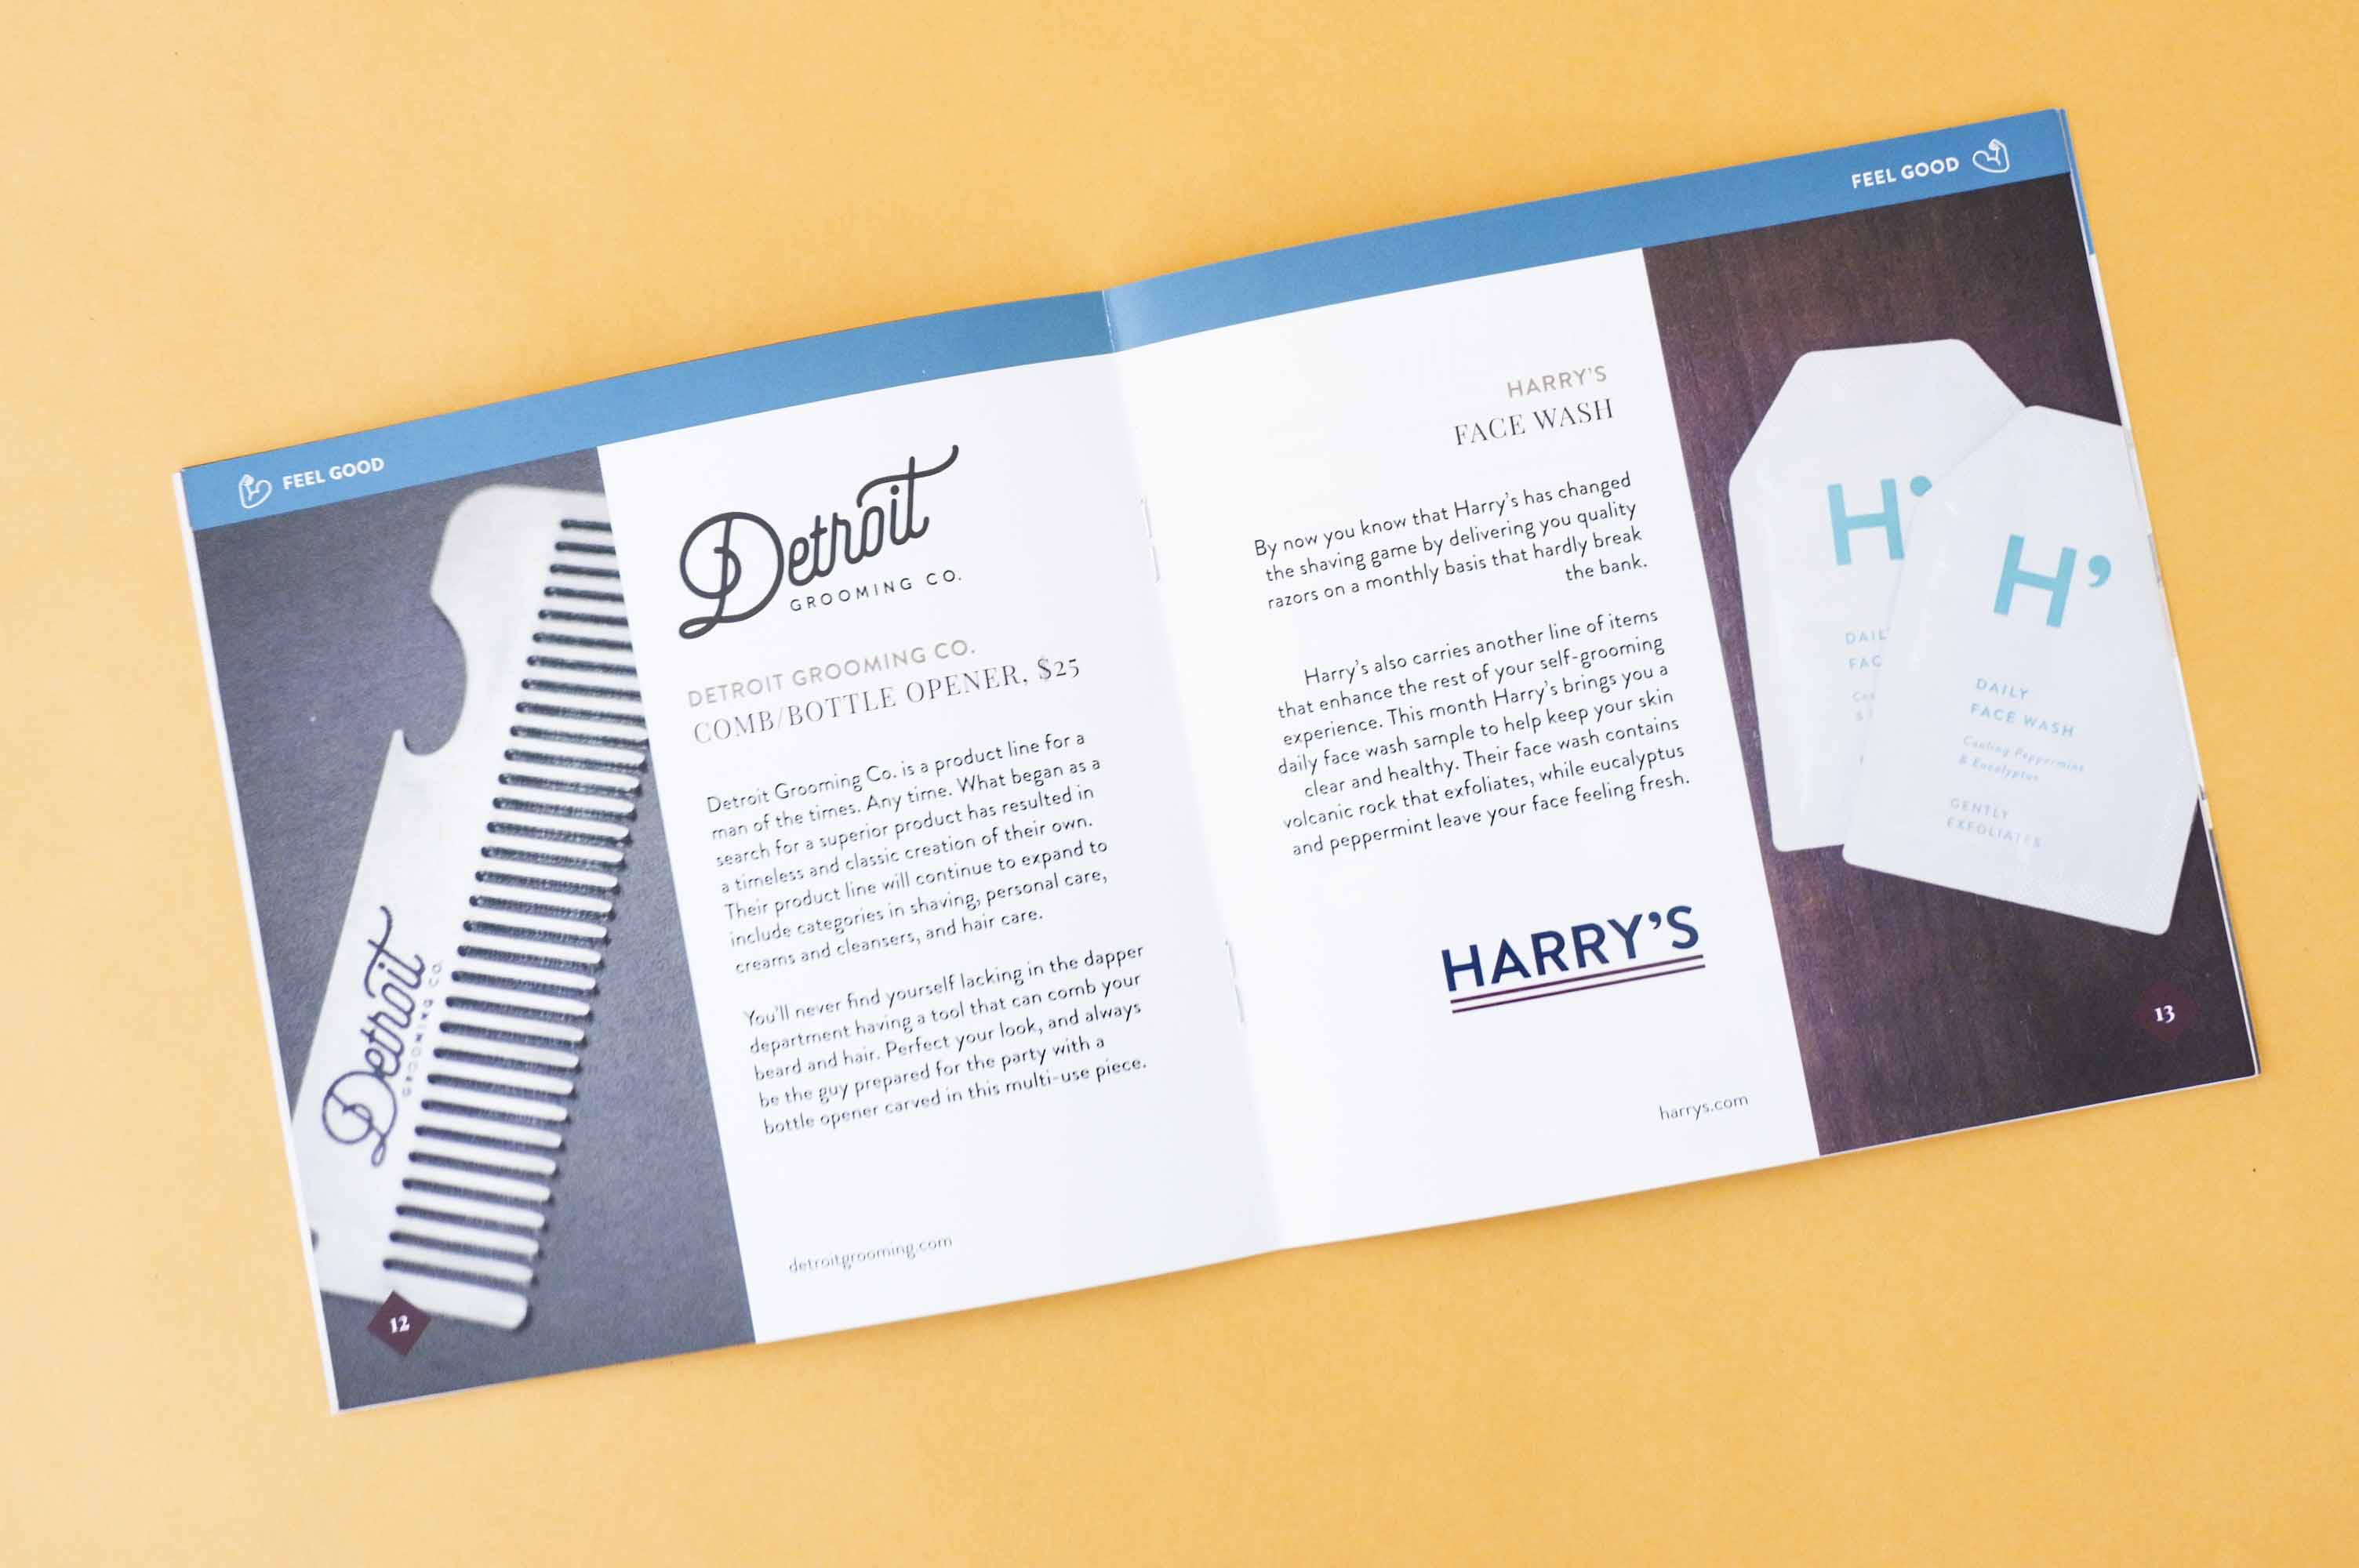 FEEL GOOD
Detroit
GROOMING CO.
12
Detroit
GROOMING CO.
DETROIT GROOMING CO.
COMB/BOTTLE OPENER, $25
Detroit Grooming Co. is a product line for a
man of the times. Any time. What began as a
search for a superior product has resulted in
a timeless and classic creation of their own.
Their product line will continue to expand to
include categories in shaving, personal care,
creams and cleansers, and hair care.
You'll never find yourself lacking in the dapper
department having a tool that can comb your
beard and hair. Perfect your look, and always
be the guy prepared for the party with a
bottle opener carved in this multi-use piece.
detroitgrooming.com
FEEL GOOD
HARRY'S
FACE WASH
By now you know that Harry's has changed
the shaving game by delivering you quality
razors on a monthly basis that hardly break
the bank.
Harry's also carries another line of items
that enhance the rest of your self-grooming
experience. This month Harry's brings you a
daily face wash sample to help keep your skin
clear and healthy. Their face wash contains
volcanic rock that exfoliates, while eucalyptus
and peppermint leave your face feeling fresh.
HARRY'S
harrys.com
H'
DAIL
FAC
H'
DAILY
FACE WASH
Cooling Peppermint
& Eucalyptus
GENTLY
EXFOLIATES
13